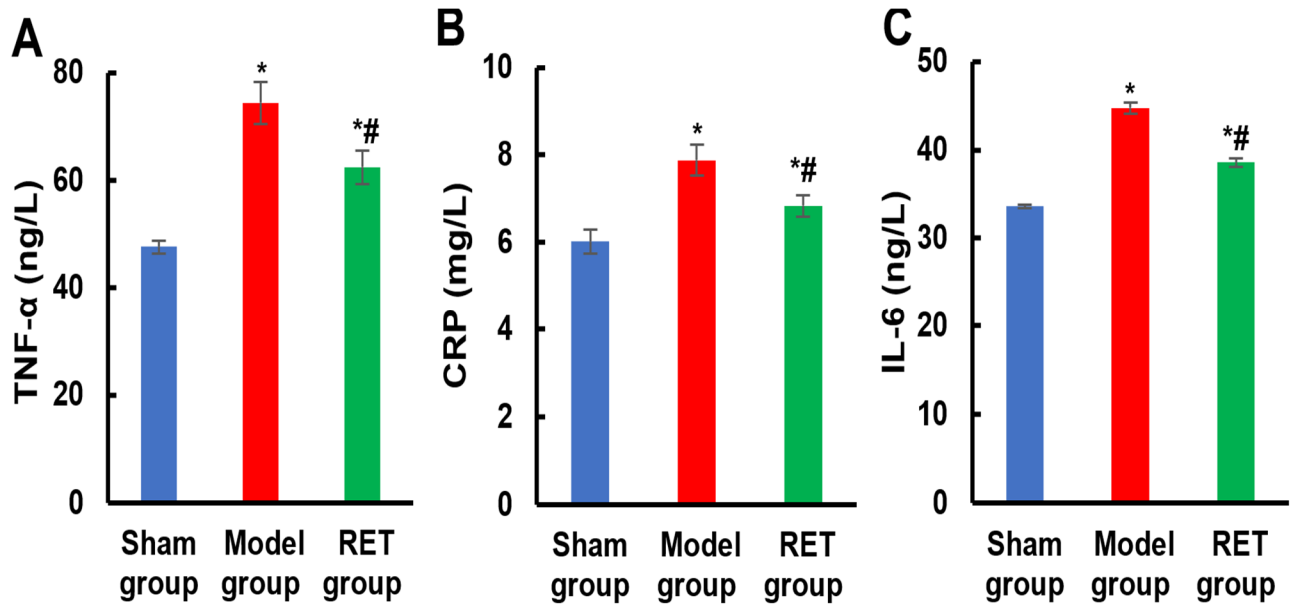 A
TNF-α (ng/L)
80
60
40
20
0
*
*#
Sham group
Model group
RET group
B
CRP (mg/L)
10
8
6
4
2
0
*
*#
Sham group
Model group
RET group
C
IL-6 (ng/L)
50
40
30
20
10
0
*
*#
Sham group
Model group
RET group